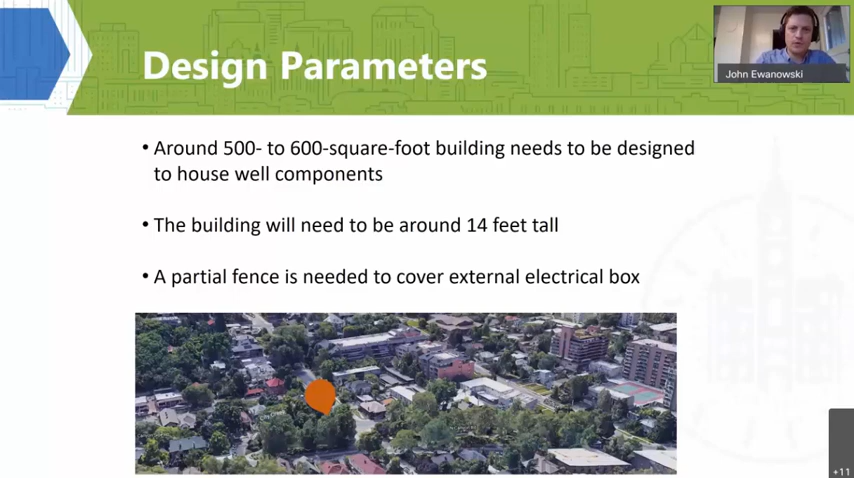 Design Parameters
John Ewanowski
• Around 500- to 600-square-foot building needs to be designed
to house well components
• The building will need to be around 14 feet tall
• A partial fence is needed to cover external electrical box
+11